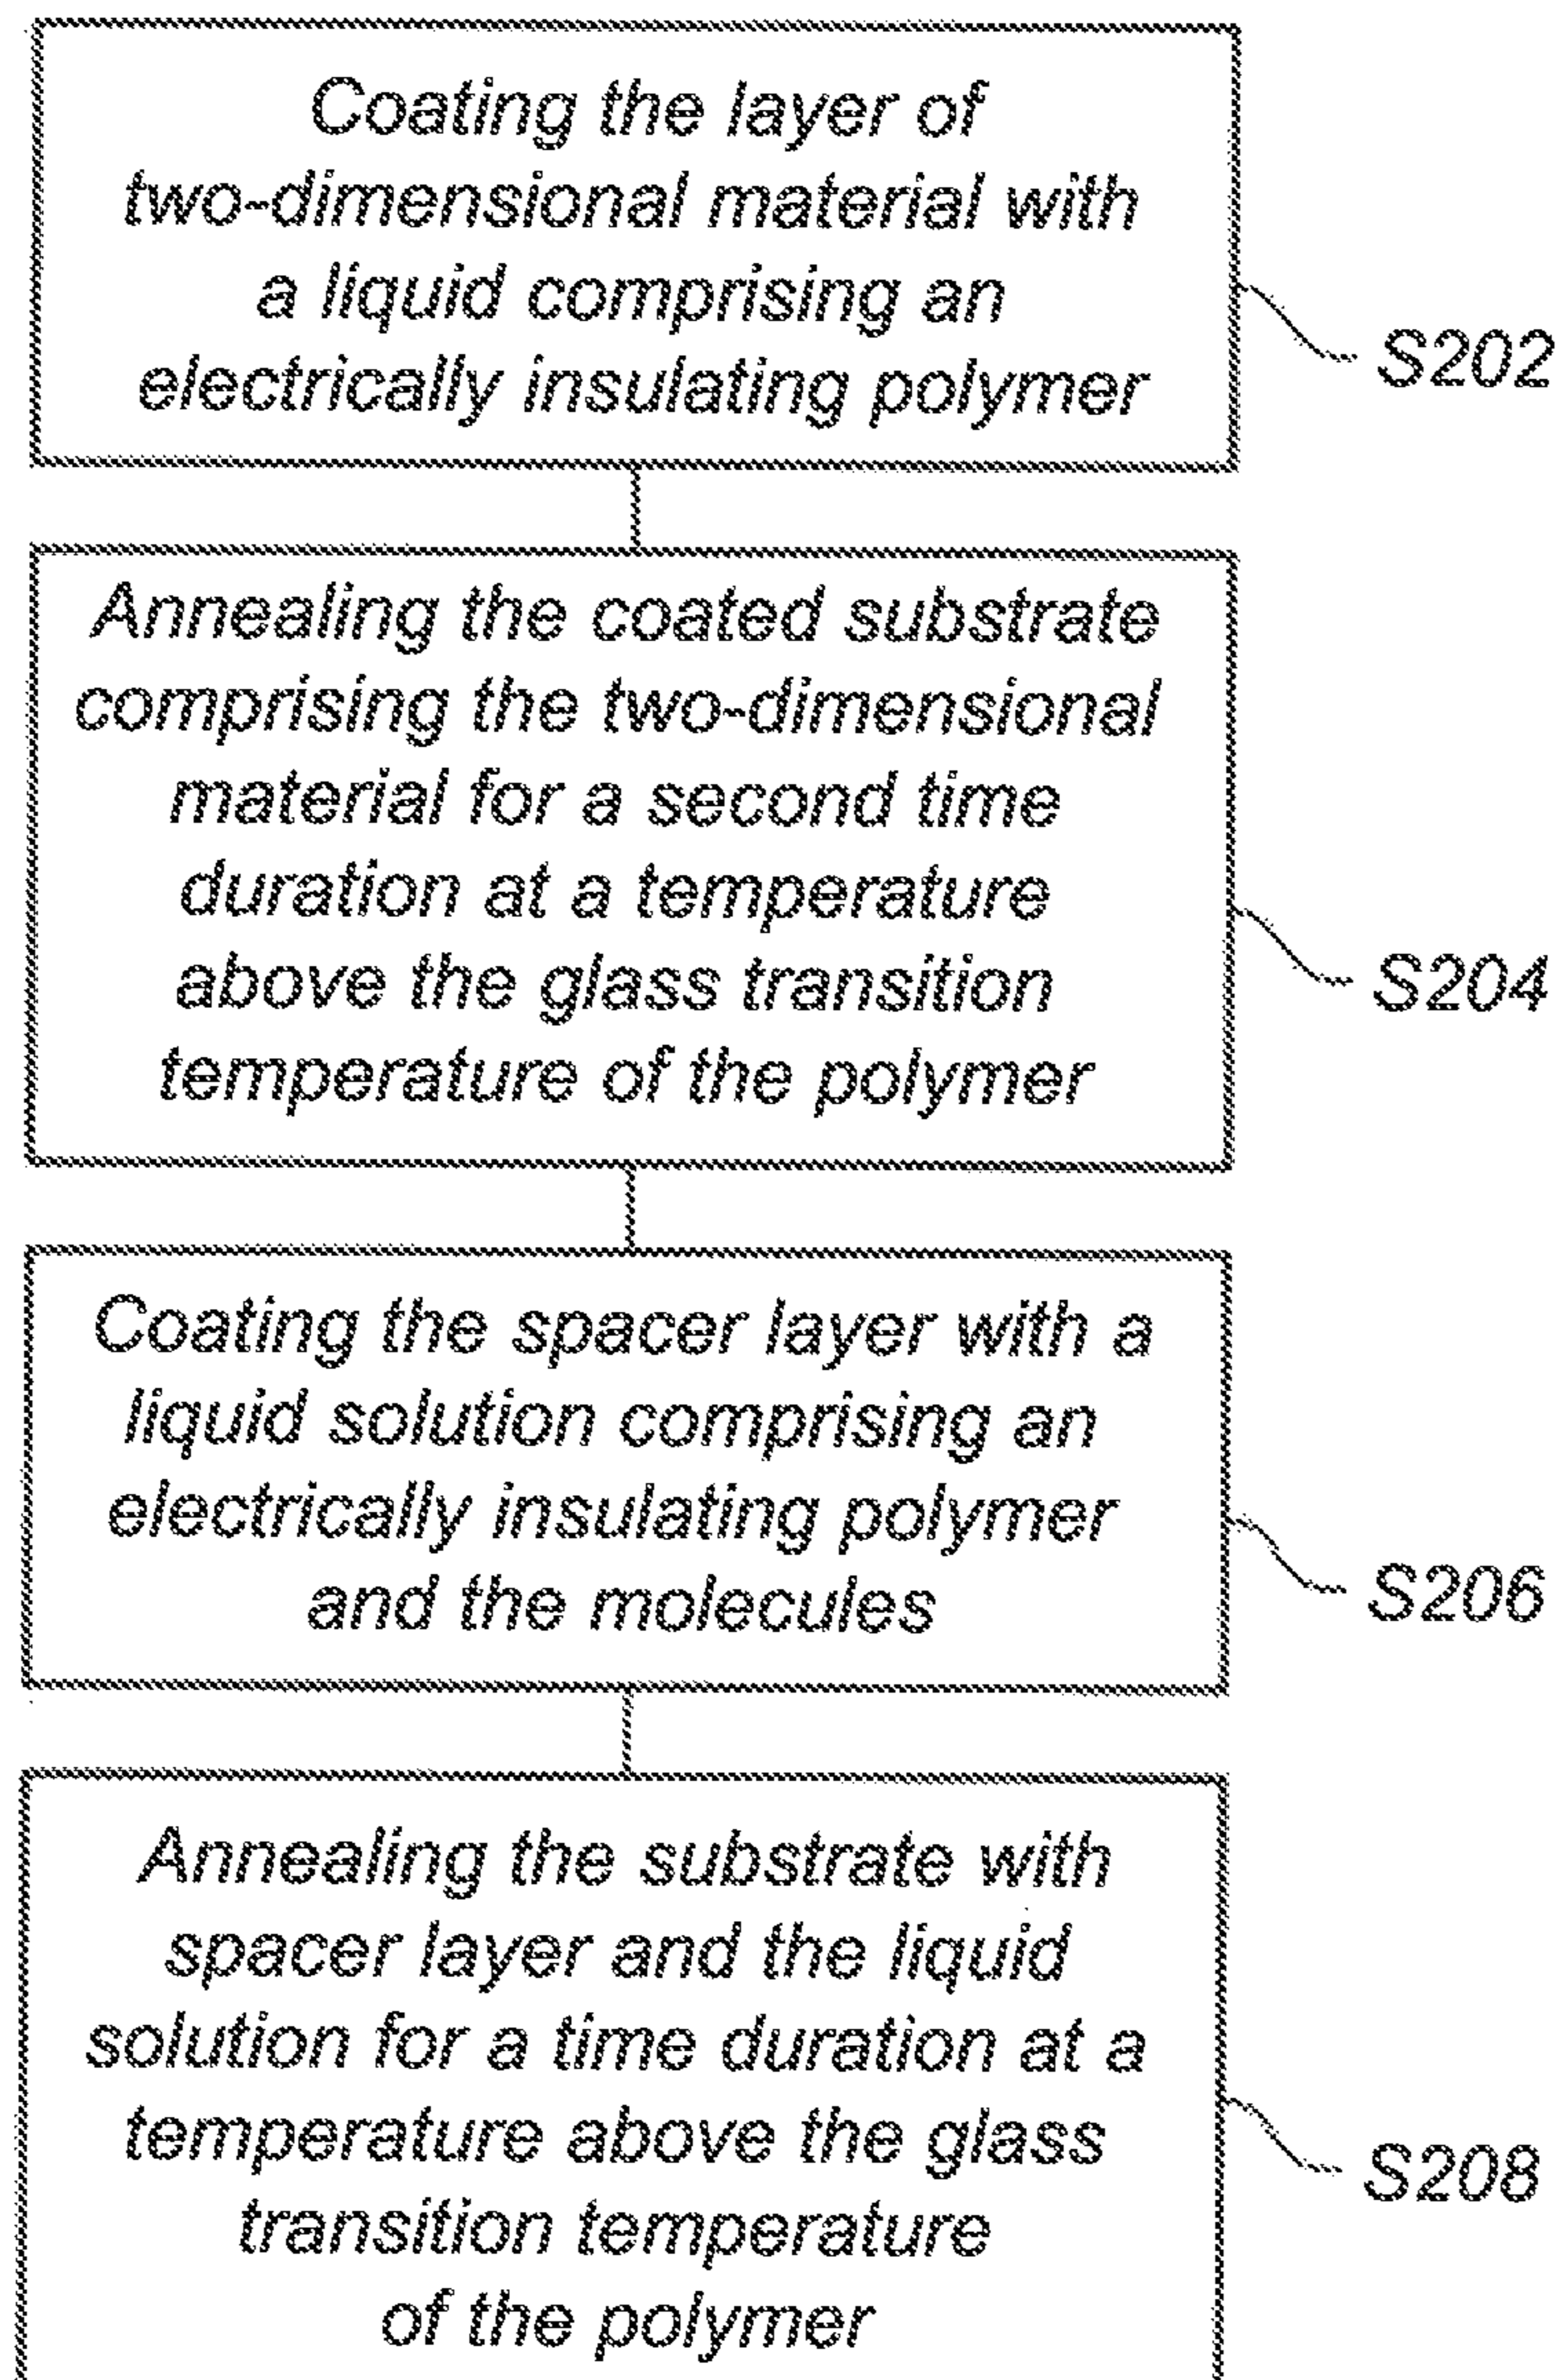 Coating the layer of
two-dimensional material with
a liquid comprising an
electrically insulating polymer
S202
Annealing the coated substrate
comprising the two-dimensional
material for a second time
duration at a temperature
above the glass transition
temperature of the polymer
S204
Coating the spacer layer with a
liquid solution comprising an
electrically insulating polymer
and the molecules
S206
Annealing the substrate with
spacer layer and the liquid
solution for a time duration at a
temperature above the glass
transition temperature
of the polymer
S208